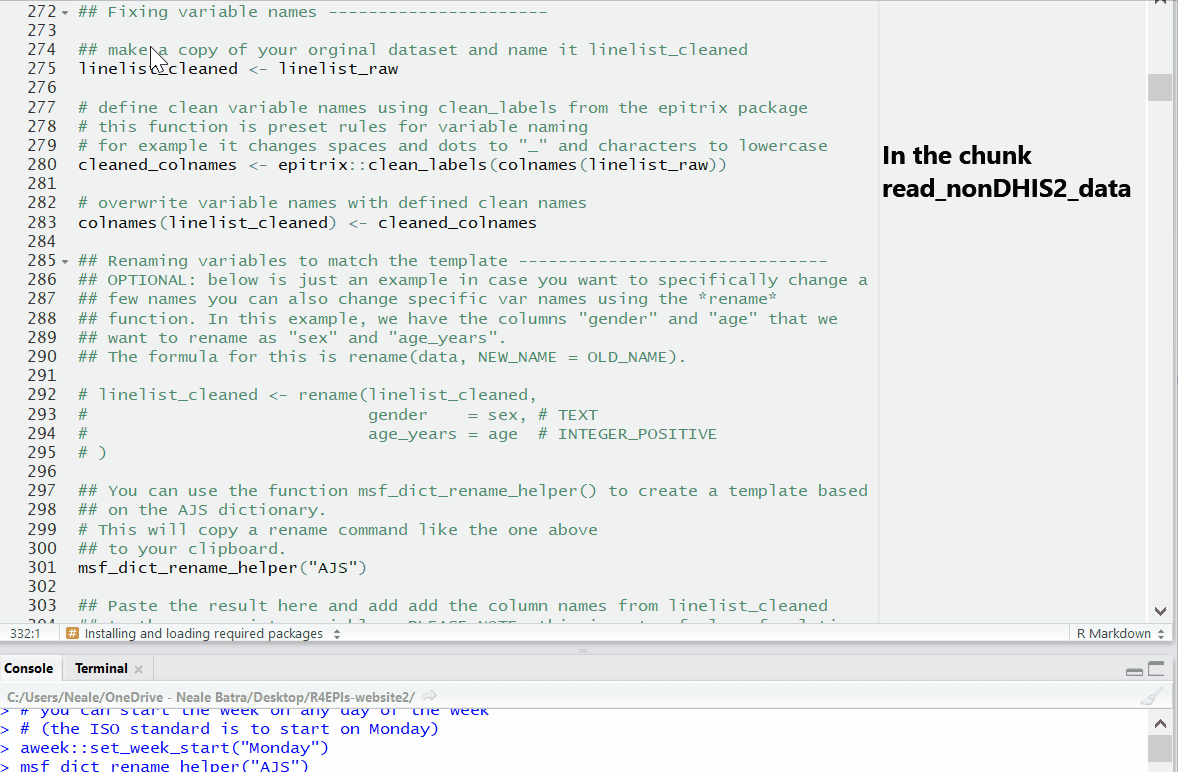 272 ## Fixing variable names ----------------------
273
274 ## make a copy of your orginal dataset and name it linelist_cleaned
275 linelist_cleaned <- linelist_raw
276
277 # define clean variable names using clean_labels from the epitrix package
278 # this function is preset rules for variable naming
279 # for example it changes spaces and dots to "_" and characters to lowercase
280 cleaned_colnames <- epitrix::clean_labels(colnames(linelist_raw))
281
282 # overwrite variable names with defined clean names
283 colnames(linelist_cleaned) <- cleaned_colnames
284
285 ## Renaming variables to match the template -------------------------------
286 ## OPTIONAL: below is just an example in case you want to specifically change a
287 ## few names you can also change specific var names using the *rename*
288 ## function. In this example, we have the columns "gender" and "age" that we
289 ## want to rename as "sex" and "age_years".
290 ## The formula for this is rename(data, NEW_NAME = OLD_NAME).
291
292 # linelist_cleaned <- rename(linelist_cleaned,
293 # gender = sex, # TEXT
294 # age_years = age # INTEGER_POSITIVE
295 # )
296
297 ## You can use the function msf_dict_rename_helper() to create a template based
298 ## on the AJS dictionary.
299 # This will copy a rename command like the one above
300 ## to your clipboard.
301 msf_dict_rename_helper("AJS")
302
303 ## Paste the result here and add add the column names from linelist_cleaned
In the chunk
read_nonDHIS2_data
332:1 # Installing and loading required packages R Markdown
Console Terminal
C:/Users/Neale/OneDrive - Neale Batra/Desktop/R4EPIs-website2/
> # you can start the week on any day of the week
> # (the ISO standard is to start on Monday)
> aweek::set_week_start("Monday")
> msf_dict_rename_helper("AJS")